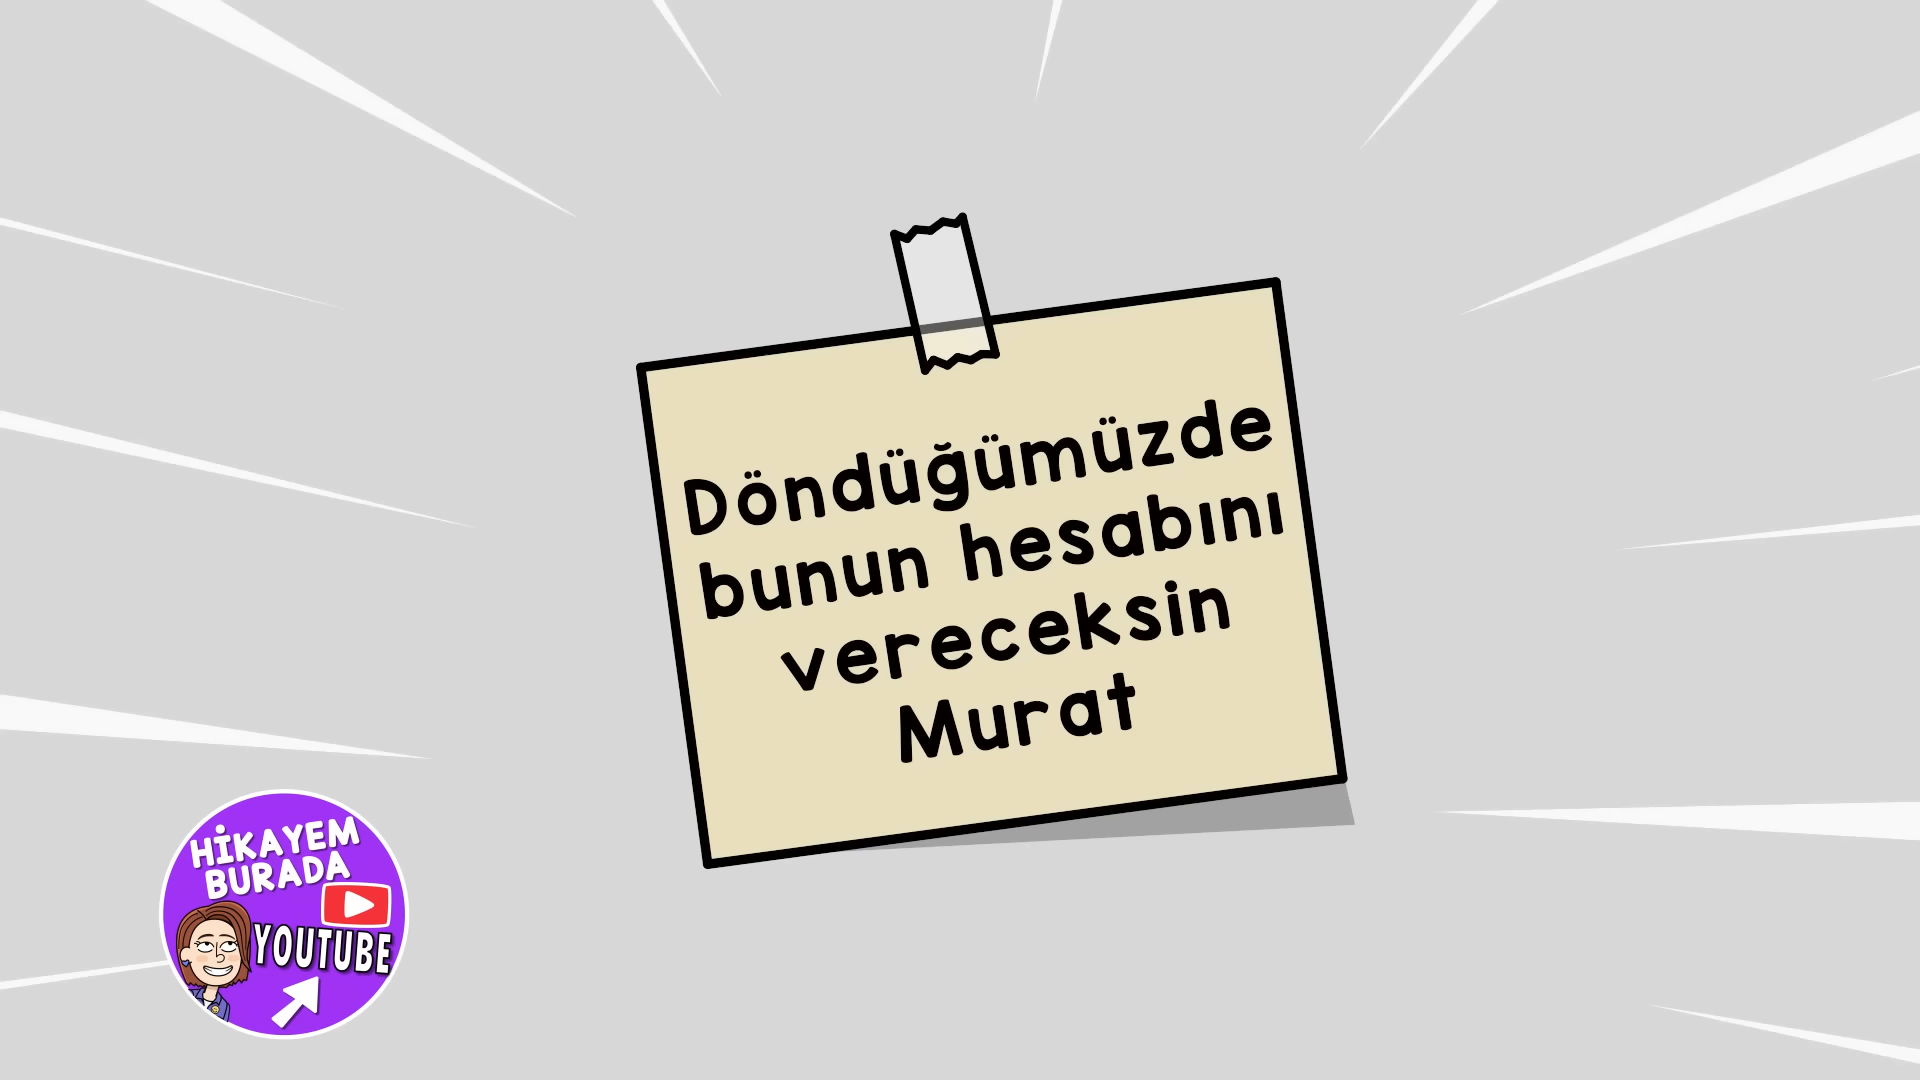 Döndüğümüzde
bunun hesabını
vereceksin
Murat
HİKAYEM
BURADA
YOUTUBE